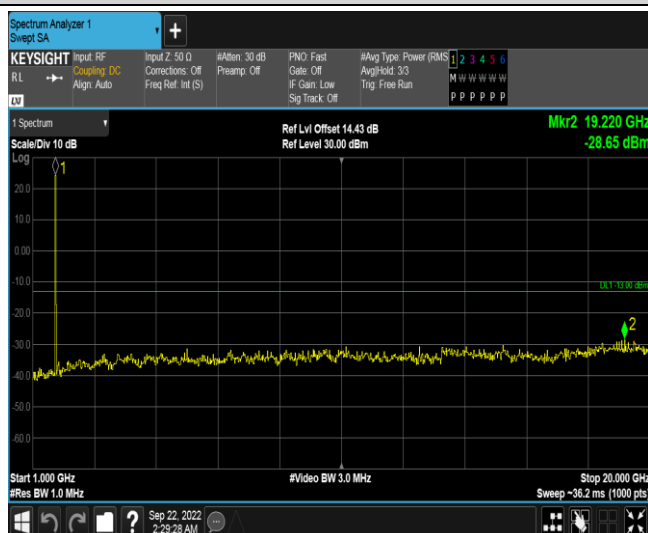 Spectrum Analyzer 1
Swept SA
+
KEYSIGHT Input: RF Input Z: 50 Ω #Atten: 30 dB PNO: Fast #Avg Type: Power (RMS 1 2 3 4 5 6
RL Coupling: DC Corrections: Off Preamp: Off Gate: Off Avg|Hold: 3/3 M W W W W W
Align: Auto Freq Ref: Int (S) IF Gain: Low Trig: Free Run
Sig Track: Off P P P P P P
LXI
1 Spectrum Ref Lvl Offset 14.43 dB Mkr2 19.220 GHz
Scale/Div 10 dB Ref Level 30.00 dBm -28.65 dBm
Log
1
20.0
10.0
0.00
-10.0
DL1 -13.00 dBm
-20.0
2
-30.0
-40.0
-50.0
-60.0
Start 1.000 GHz #Video BW 3.0 MHz Stop 20.000 GHz
#Res BW 1.0 MHz Sweep ~36.2 ms (1000 pts)
? Sep 22, 2022
2:29:28 AM